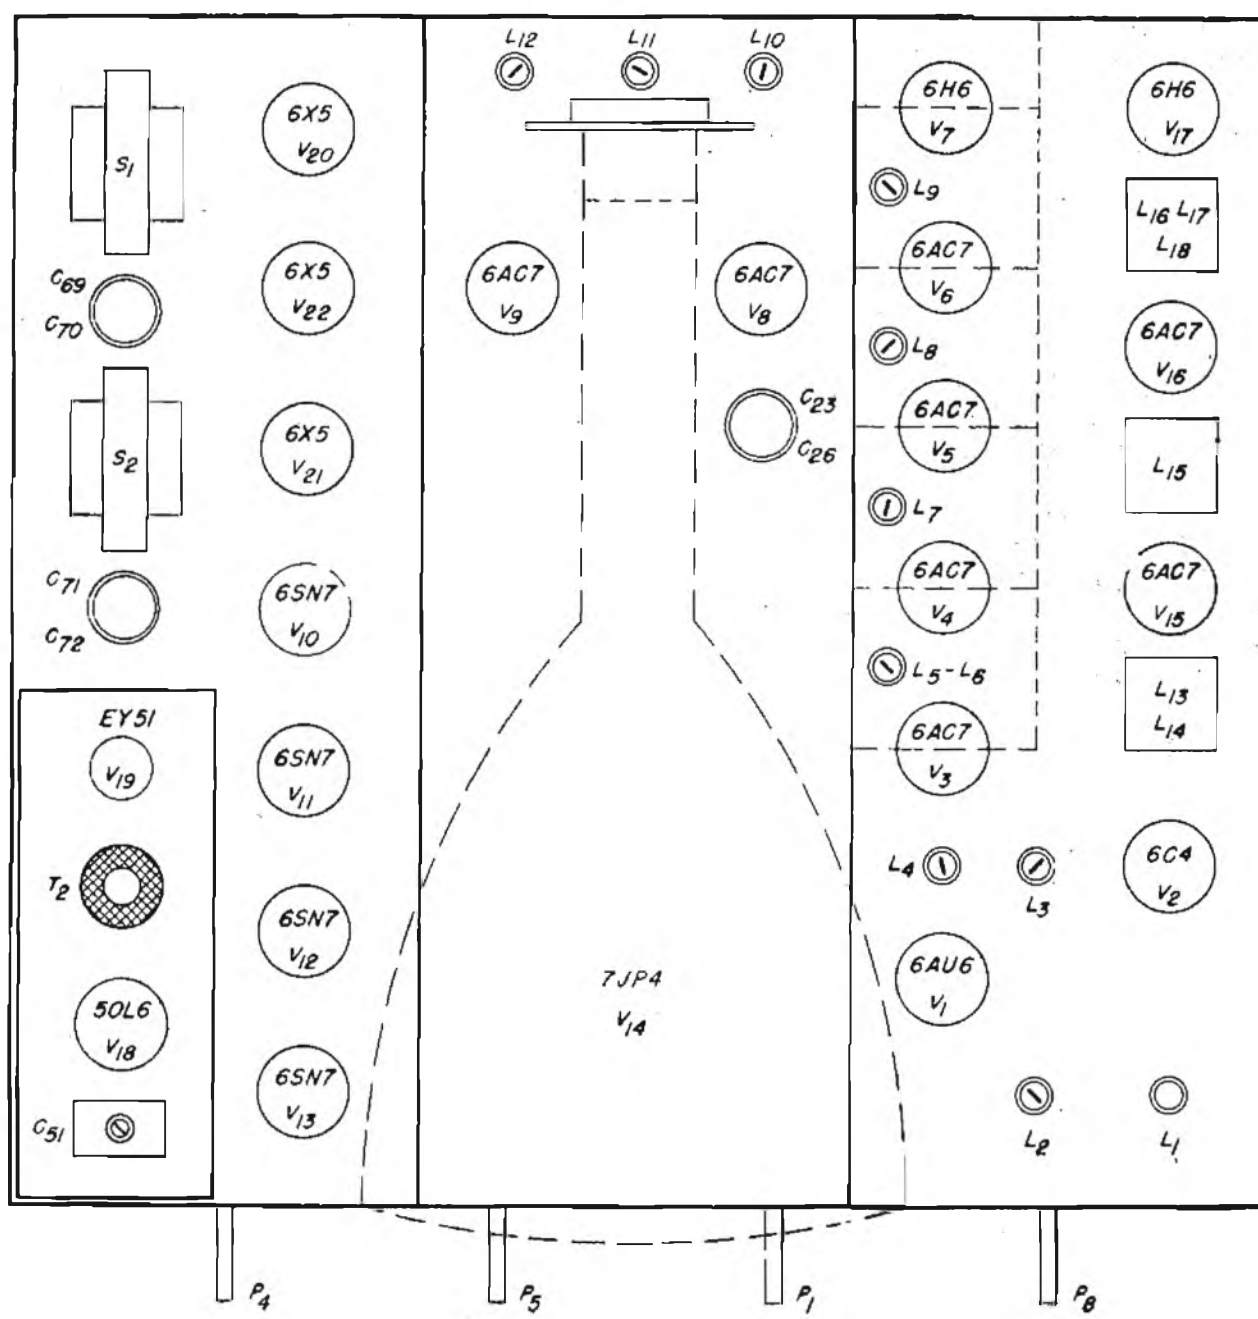 S1
C69
C70
S2
C71
C72
EY51
V19
T2
50L6
V18
C51
6X5
V20
6X5
V22
6X5
V21
6SN7
V10
6SN7
V11
6SN7
V12
6SN7
V13
L12
L11
L10
6AC7
V9
6AC7
V8
C23
C26
7JP4
V14
6H6
V7
L9
6AC7
V6
L8
6AC7
V5
L7
6AC7
V4
L5-L6
6AC7
V3
L4
L3
6AU6
V1
L2
L1
6H6
V17
L16 L17
L18
6AC7
V16
L15
6AC7
V15
L13
L14
6C4
V2
P4
P5
P1
P8